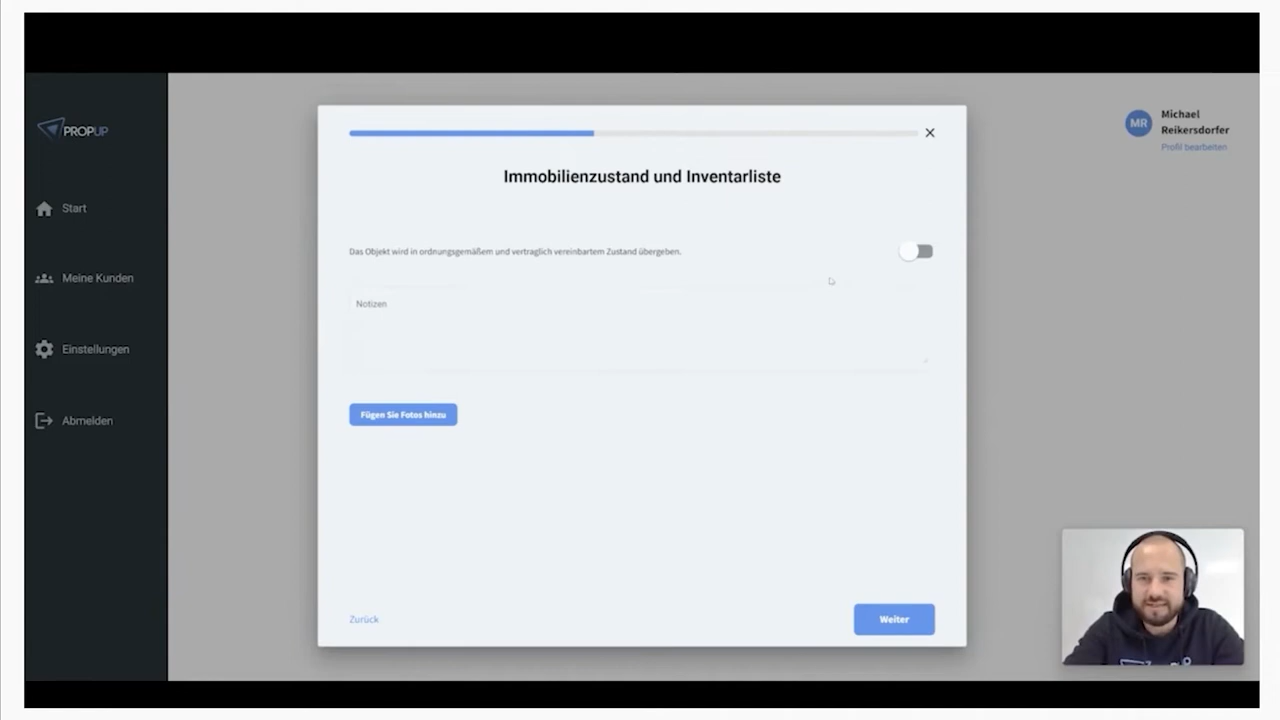 PROPUP
Start
Meine Kunden
Einstellungen
Abmelden
Immobilienzustand und Inventarliste
Das Objekt wird in ordnungsgemäßem und vertraglich vereinbartem Zustand übergeben.
Notizen
Fügen Sie Fotos hinzu
Zurück
Weiter
MR
Michael
Reikersdorfer
Profil bearbeiten